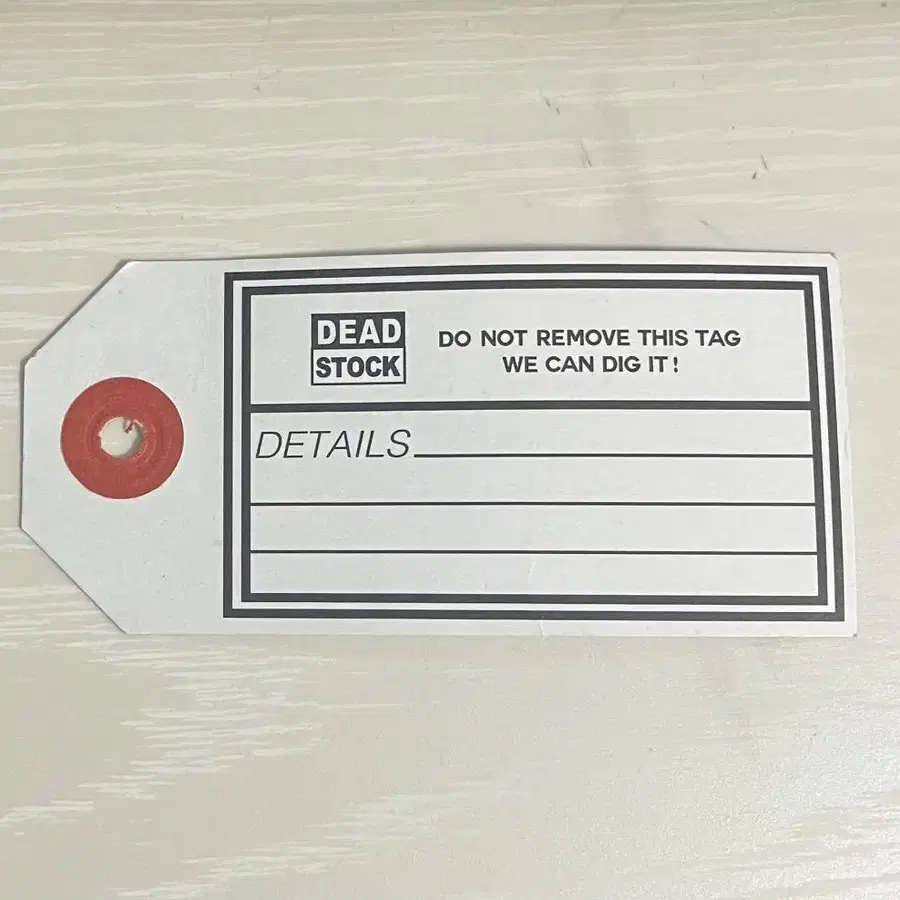 DEAD
STOCK
DO NOT REMOVE THIS TAG
WE CAN DIG IT!
DETAILS